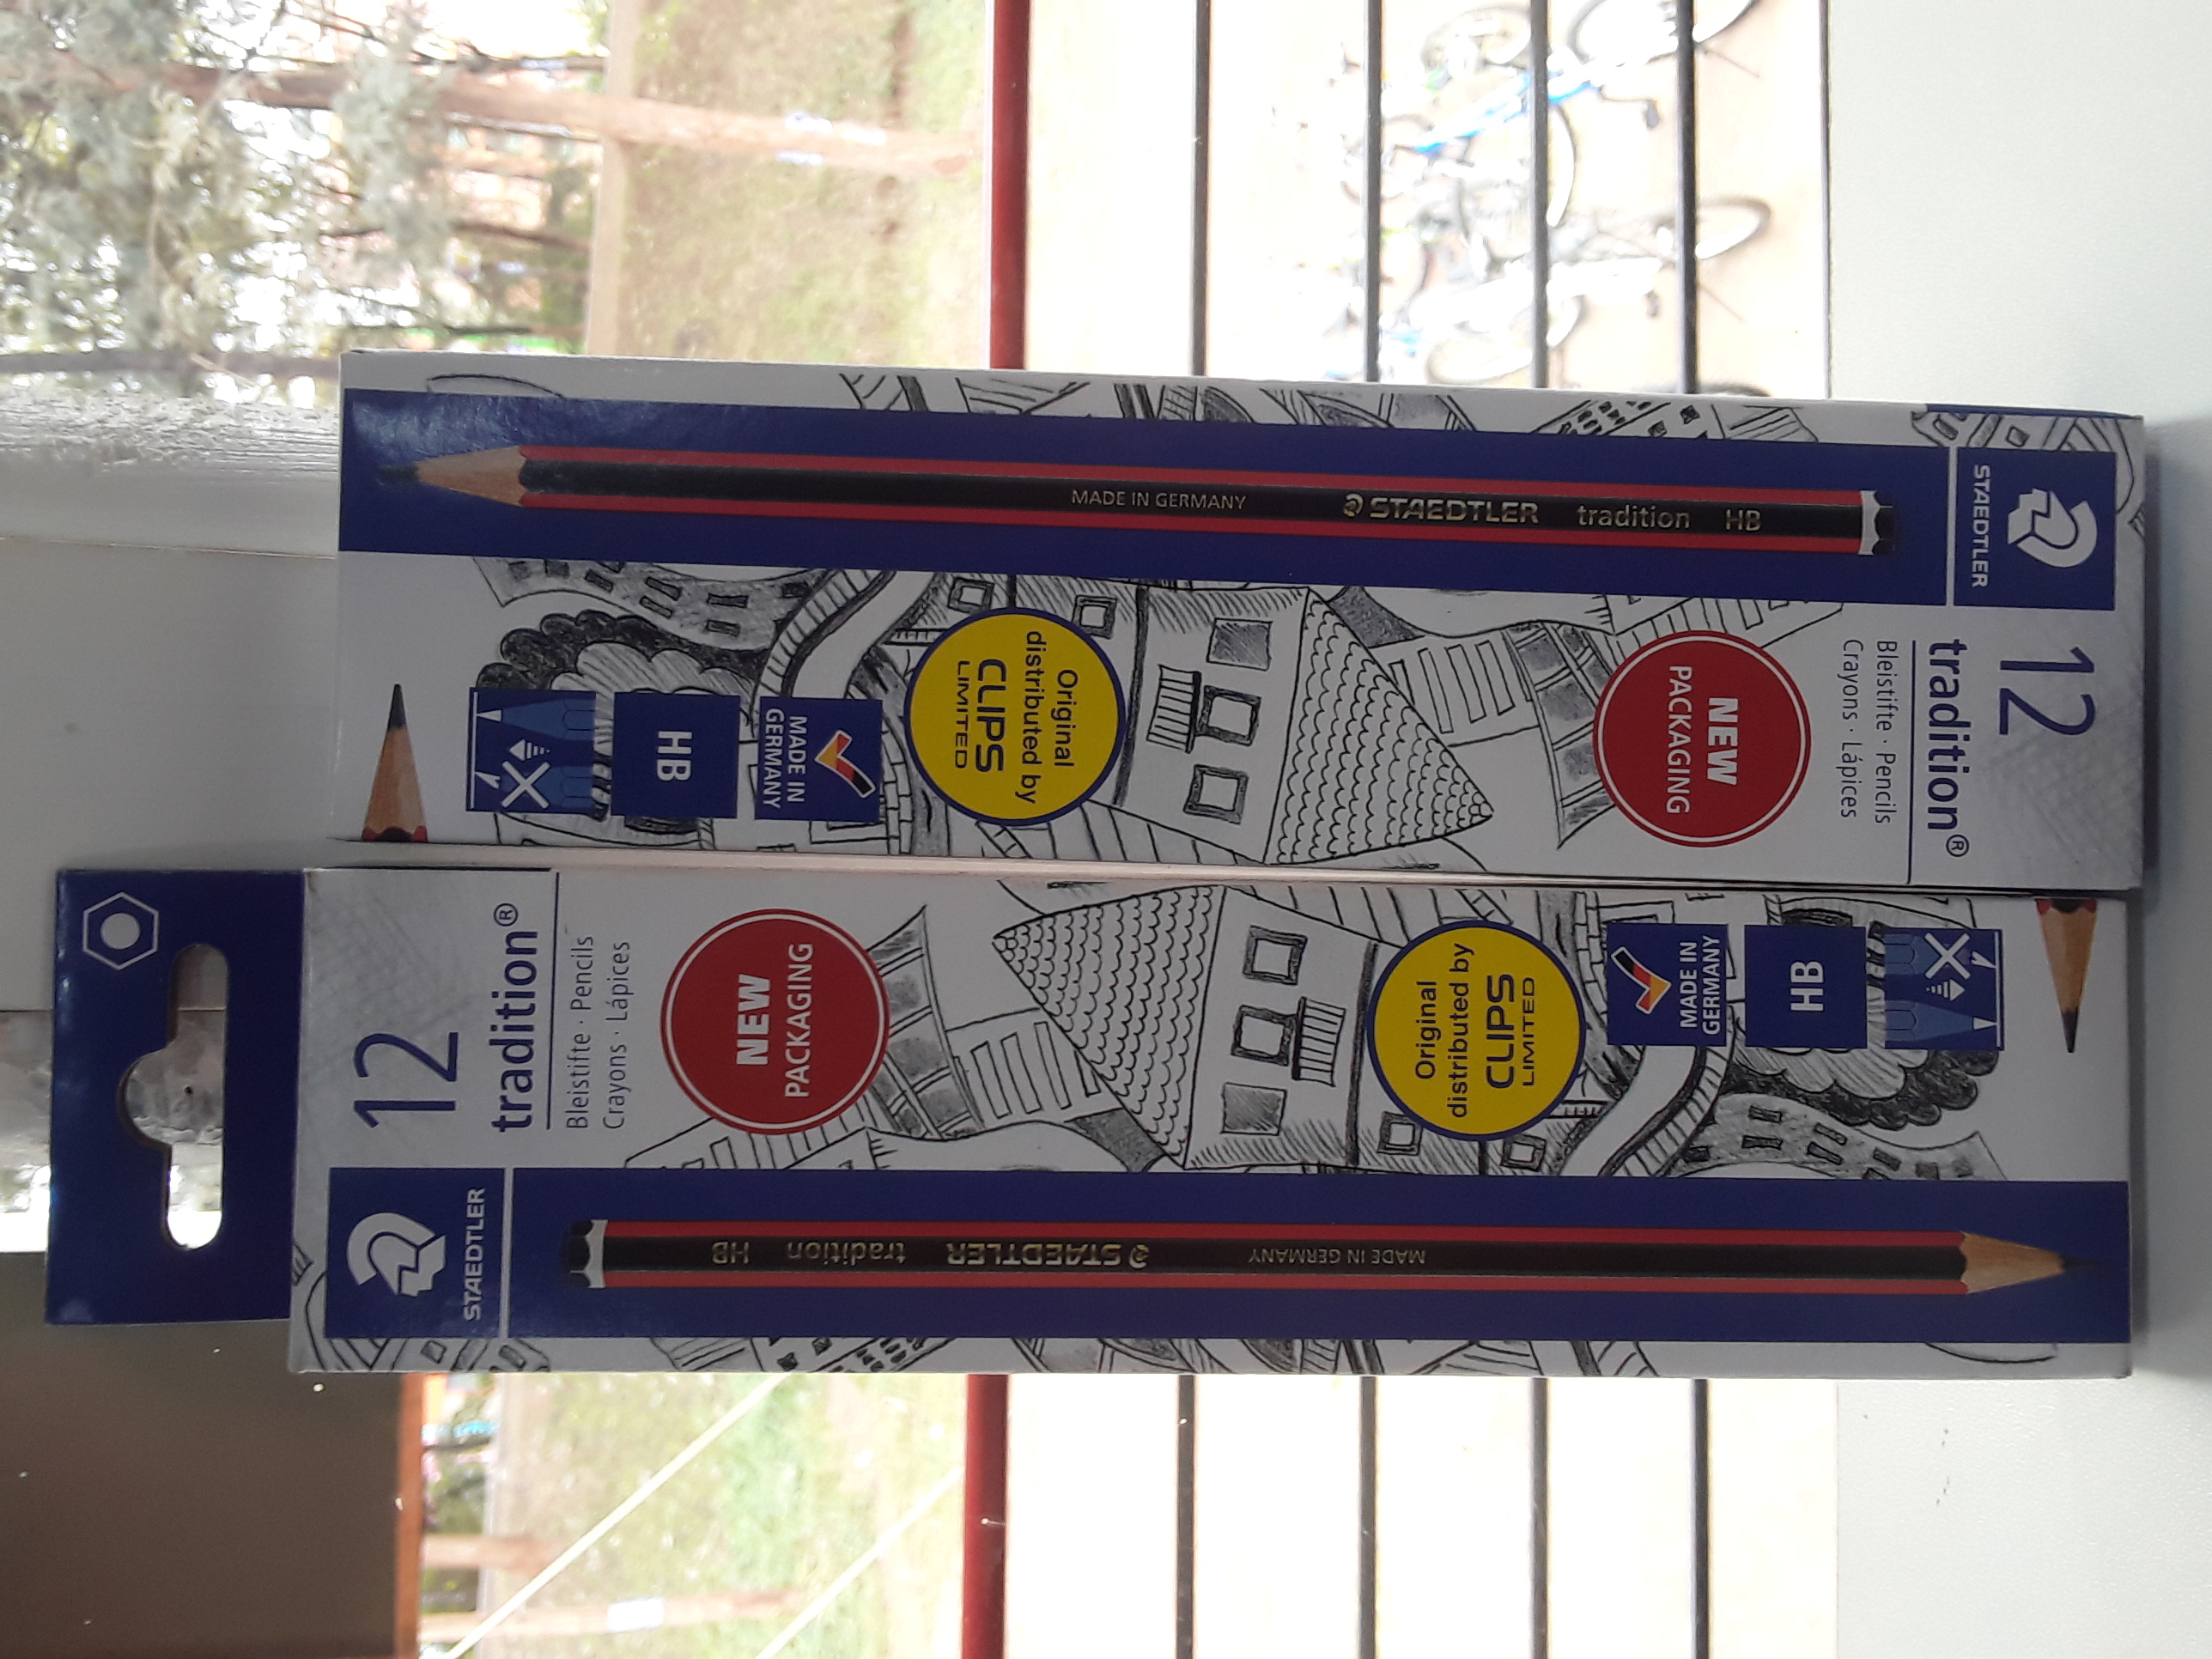 STAEDTLER
12
tradition®
Bleistifte · Pencils
Crayons · Lápices
NEW
PACKAGING
MADE IN GERMANY STAEDTLER tradition HB
Original
distributed by
CLIPS
LIMITED
MADE IN
GERMANY
HB
STAEDTLER
12
tradition®
Bleistifte · Pencils
Crayons · Lápices
NEW
PACKAGING
MADE IN GERMANY STAEDTLER tradition HB
Original
distributed by
CLIPS
LIMITED
MADE IN
GERMANY
HB